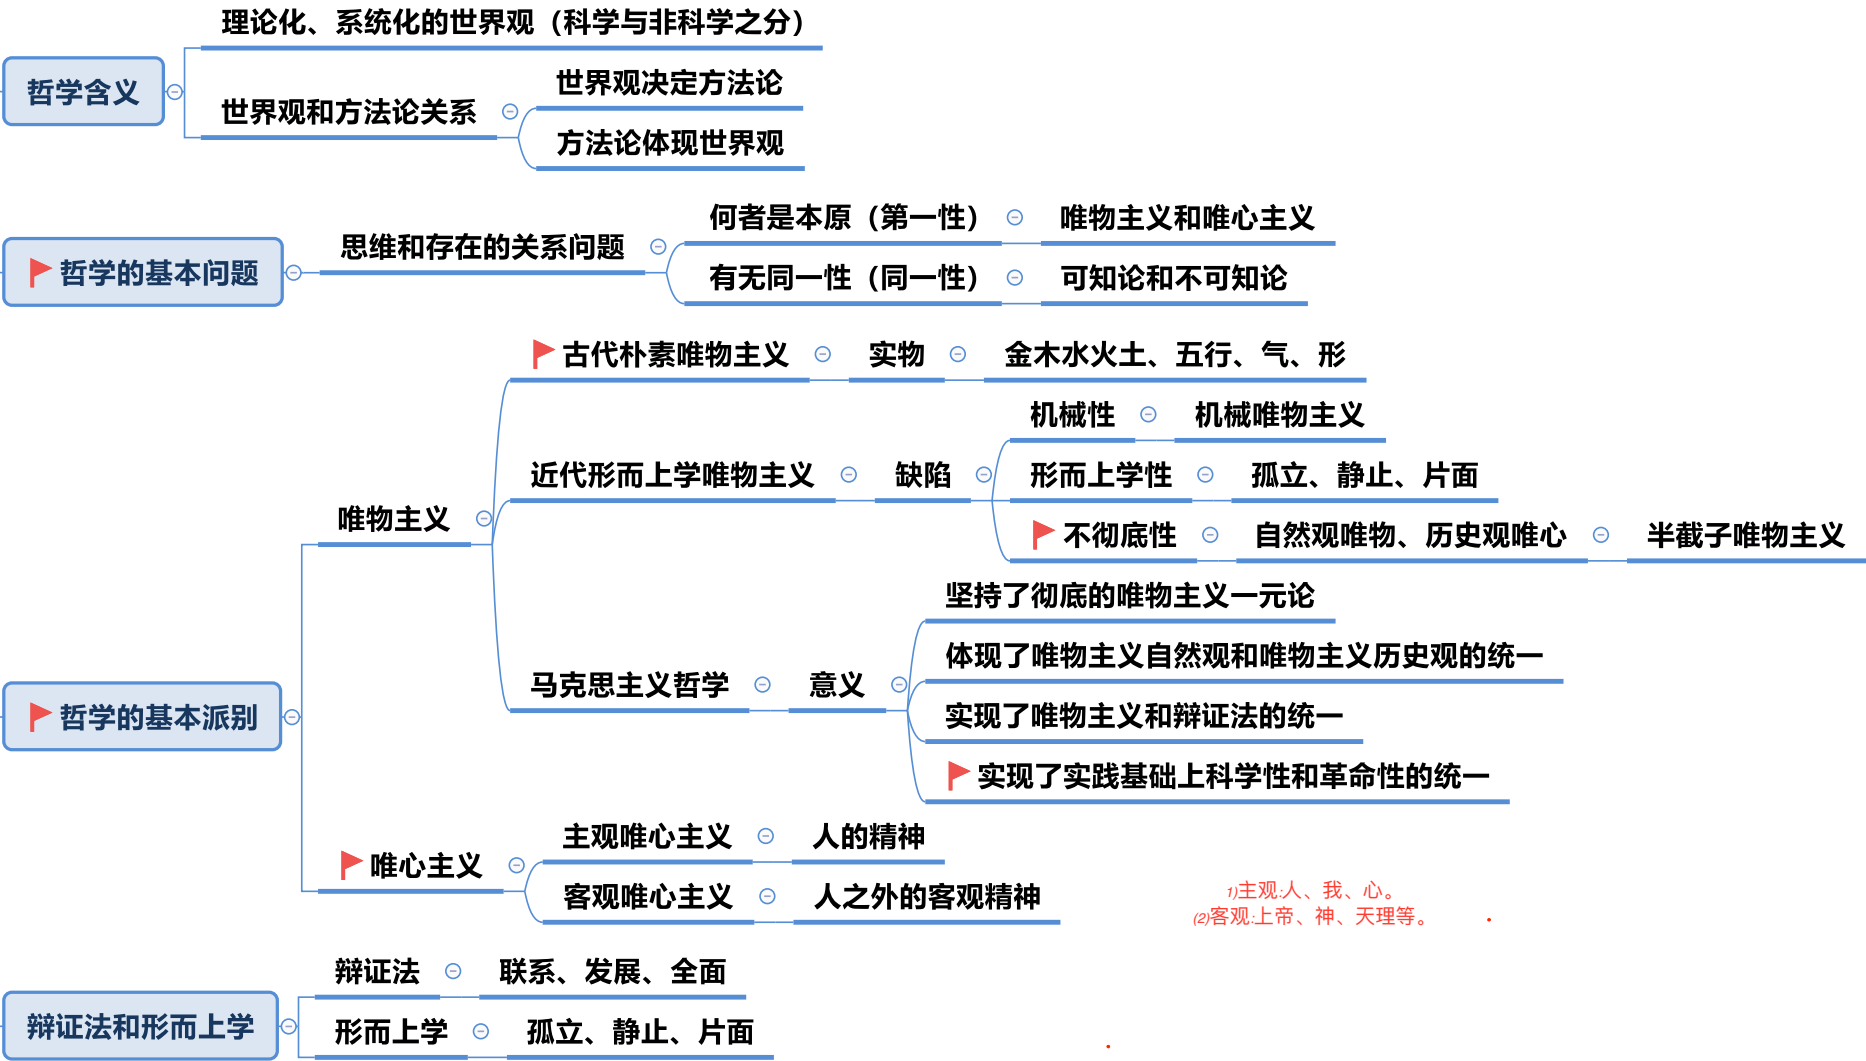 哲学含义
理论化、系统化的世界观（科学与非科学之分）
世界观和方法论关系
世界观决定方法论
方法论体现世界观
哲学的基本问题
思维和存在的关系问题
何者是本原（第一性）
唯物主义和唯心主义
有无同一性（同一性）
可知论和不可知论
哲学的基本派别
唯物主义
古代朴素唯物主义
实物
金木水火土、五行、气、形
近代形而上学唯物主义
缺陷
机械性
机械唯物主义
形而上学性
孤立、静止、片面
不彻底性
自然观唯物、历史观唯心
半截子唯物主义
马克思主义哲学
意义
坚持了彻底的唯物主义一元论
体现了唯物主义自然观和唯物主义历史观的统一
实现了唯物主义和辩证法的统一
实现了实践基础上科学性和革命性的统一
唯心主义
主观唯心主义
人的精神
客观唯心主义
人之外的客观精神
1)主观:人、我、心。
(2)客观:上帝、神、天理等。
辩证法和形而上学
辩证法
联系、发展、全面
形而上学
孤立、静止、片面